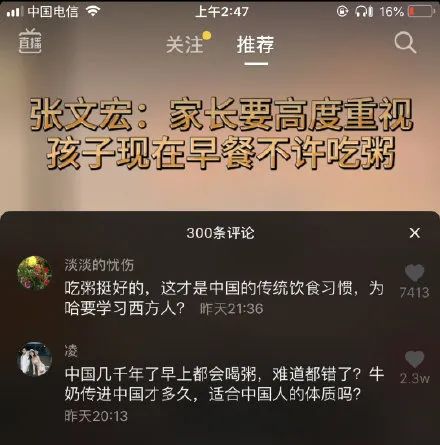 中国电信 上午2:47 16%
直播 关注 推荐
张文宏：家长要高度重视
孩子现在早餐不许吃粥
300条评论
淡淡的忧伤
吃粥挺好的，这才是中国的传统饮食习惯，为
哈要学习西方人？ 昨天21:36
7413
凌
中国几千年了早上都会喝粥，难道都错了？牛
奶传进中国才多久，适合中国人的体质吗？
昨天20:13
2.3w